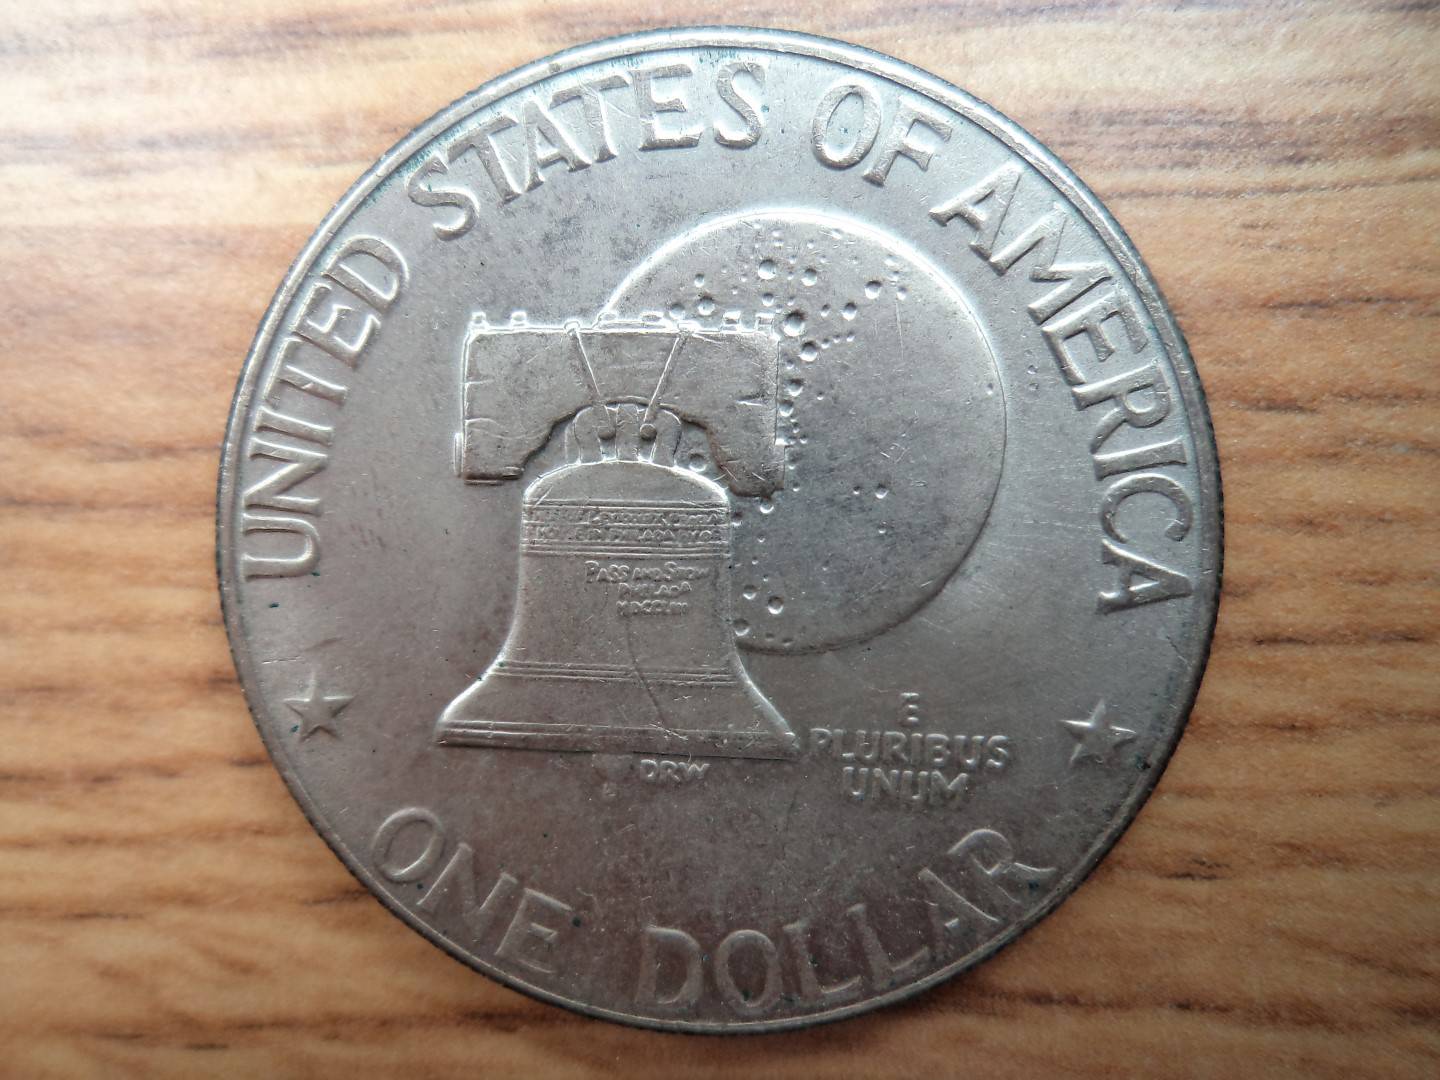 UNITED STATES OF AMERICA
PASS AND STOW
PHILADA
MDCCLIII
DRW
E
PLURIBUS
UNUM
ONE DOLLAR